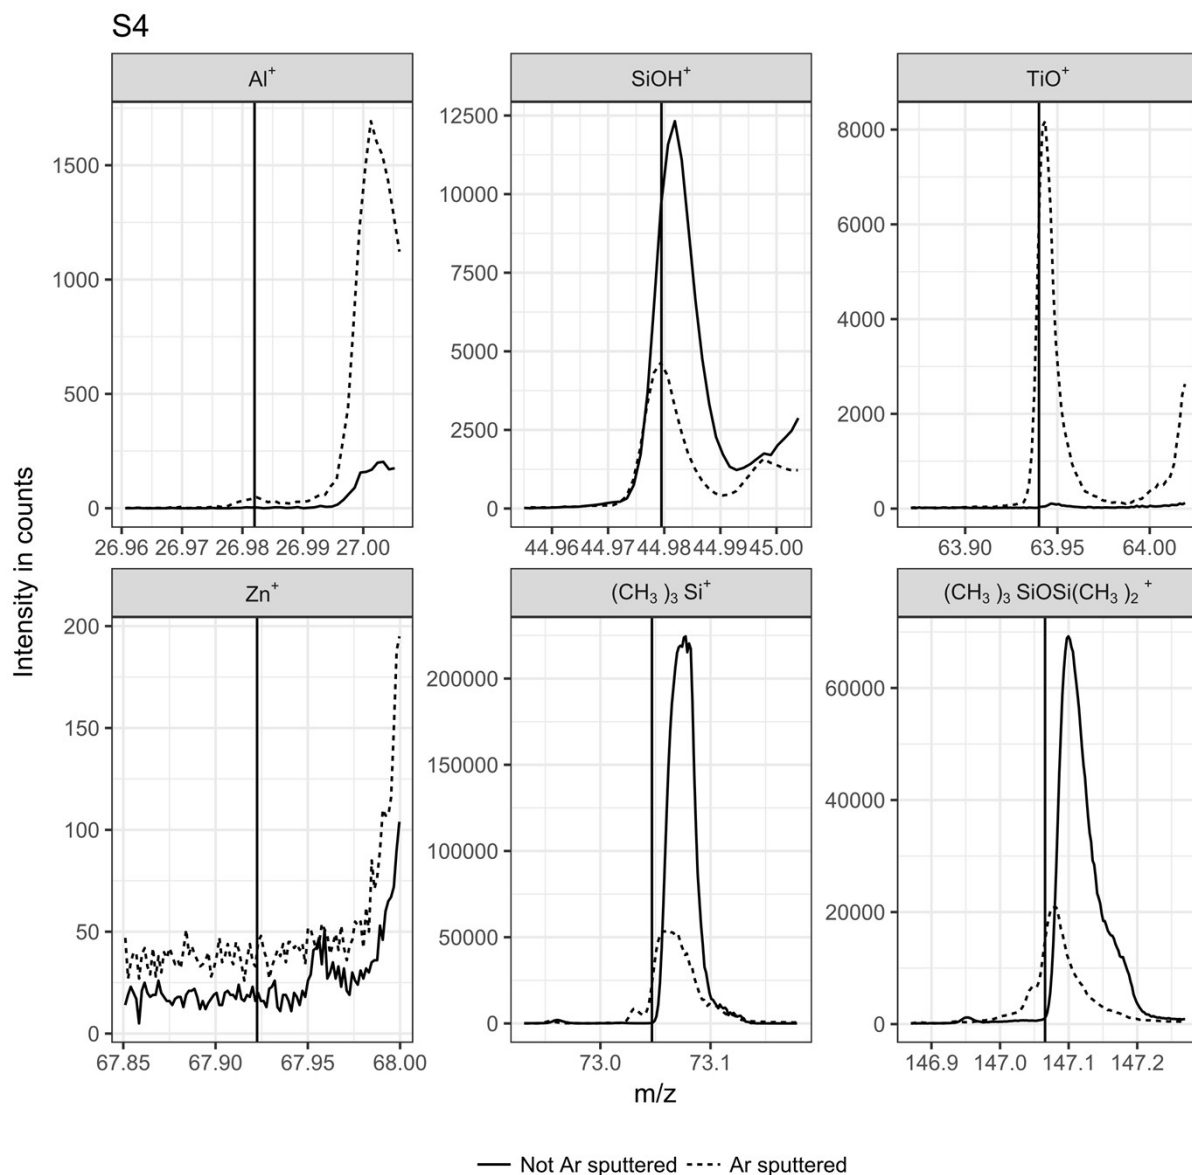 S4
Al+
1500
1000
500
0
26.96 26.97 26.98 26.99 27.00
SiOH+
12500
10000
7500
5000
2500
0
44.96 44.97 44.98 44.99 45.00
TiO+
8000
6000
4000
2000
0
63.90 63.95 64.00
Intensity in counts
Zn+
200
150
100
50
0
67.85 67.90 67.95 68.00
(CH3 )3 Si+
200000
150000
100000
50000
0
73.0 73.1
(CH3 )3 SiOSi(CH3 )2 +
60000
40000
20000
0
146.9 147.0 147.1 147.2
m/z
Not Ar sputtered Ar sputtered